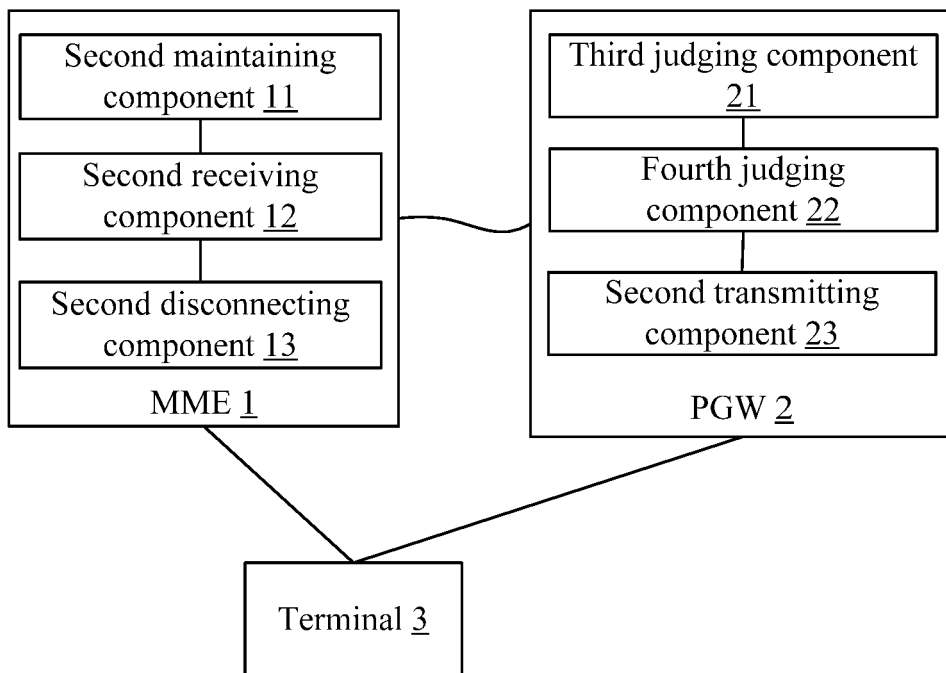 Second maintaining
component 11
Second receiving
component 12
Second disconnecting
component 13
MME 1
Third judging component
21
Fourth judging
component 22
Second transmitting
component 23
PGW 2
Terminal 3